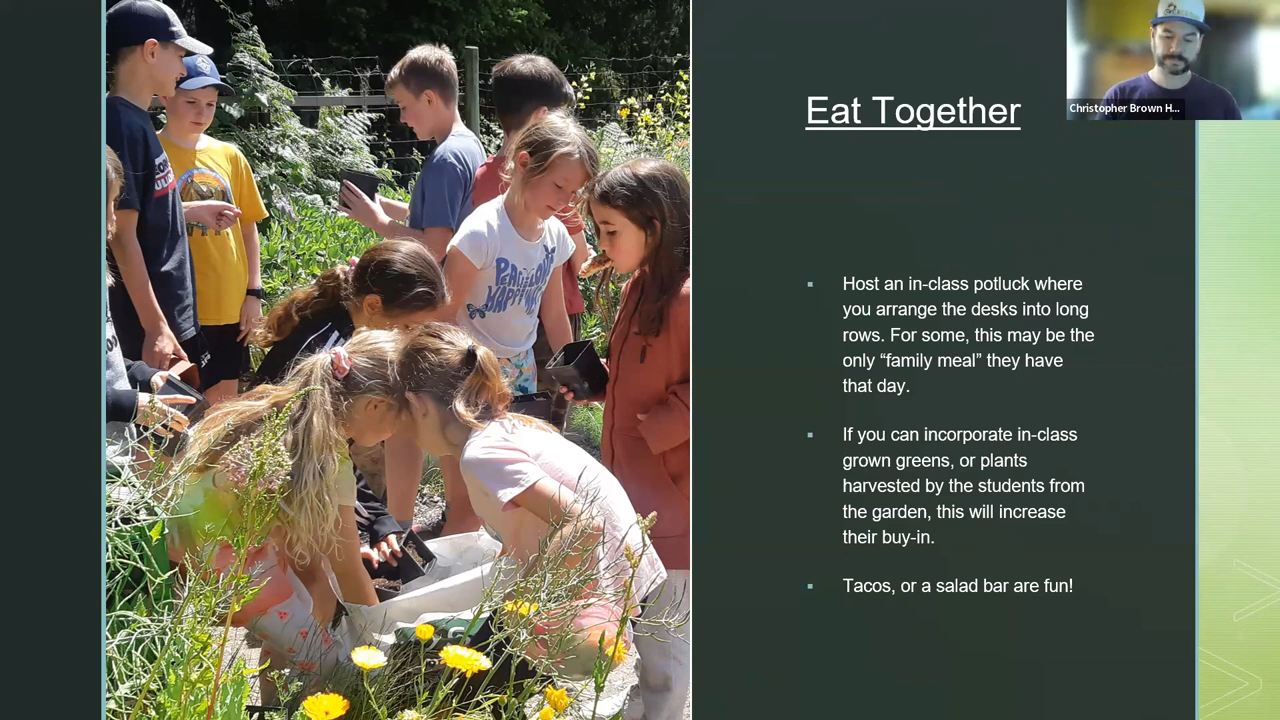 Eat Together
Christopher Brown H...
▪ Host an in-class potluck where
you arrange the desks into long
rows. For some, this may be the
only “family meal” they have
that day.
▪ If you can incorporate in-class
grown greens, or plants
harvested by the students from
the garden, this will increase
their buy-in.
▪ Tacos, or a salad bar are fun!
PEACE LOVE
HAPPY